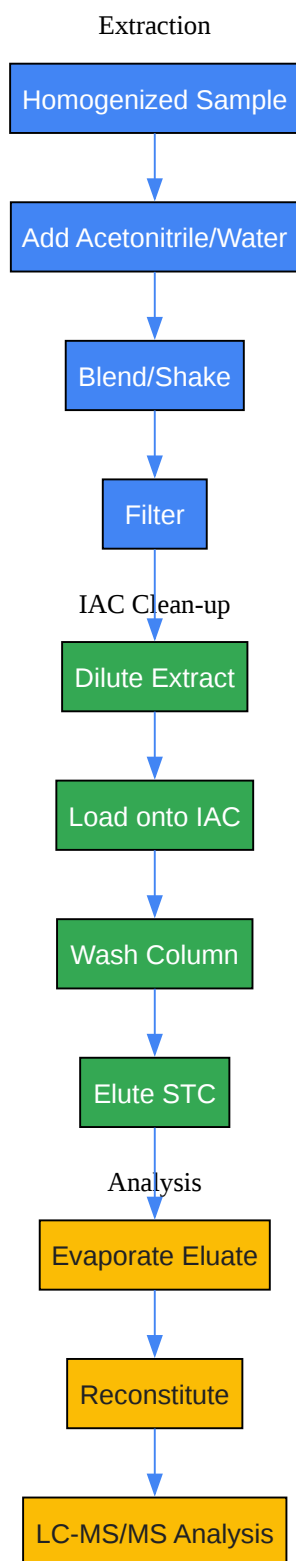 Extraction
Homogenized Sample
Add Acetonitrile/Water
Blend/Shake
Filter
IAC Clean-up
Dilute Extract
Load onto IAC
Wash Column
Elute STC
Analysis
Evaporate Eluate
Reconstitute
LC-MS/MS Analysis